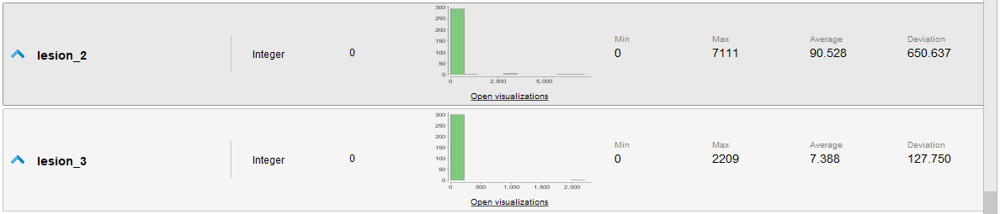 lesion_2 Integer 0
300
250
200
150
100
50
0
0 2,500 5,000
Open visualizations
Min Max Average Deviation
0 7111 90.528 650.637
lesion_3 Integer 0
300
250
200
150
100
50
0
0 500 1,000 1,500 2,000
Open visualizations
Min Max Average Deviation
0 2209 7.388 127.750